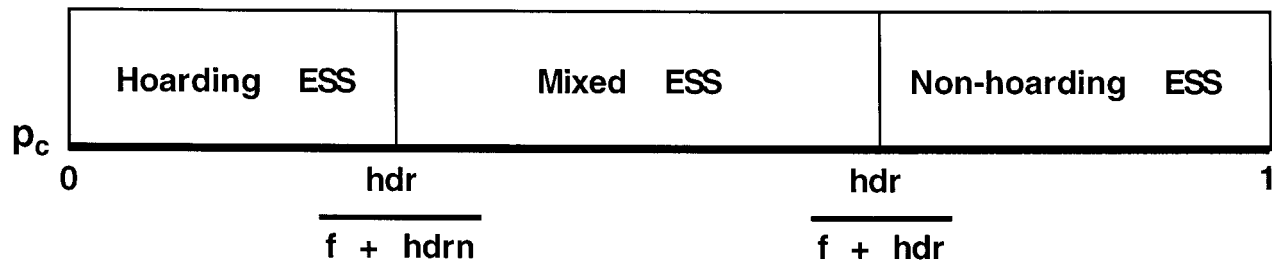 Hoarding ESS Mixed ESS Non-hoarding ESS
pc
0 hdr hdr 1
f + hdrn f + hdr